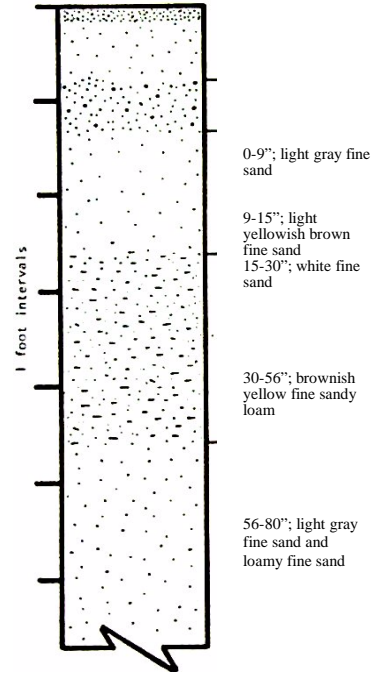 1 foot intervals
0-9”; light gray fine
sand
9-15”; light
yellowish brown
fine sand
15-30”; white fine
sand
30-56”; brownish
yellow fine sandy
loam
56-80”; light gray
fine sand and
loamy fine sand